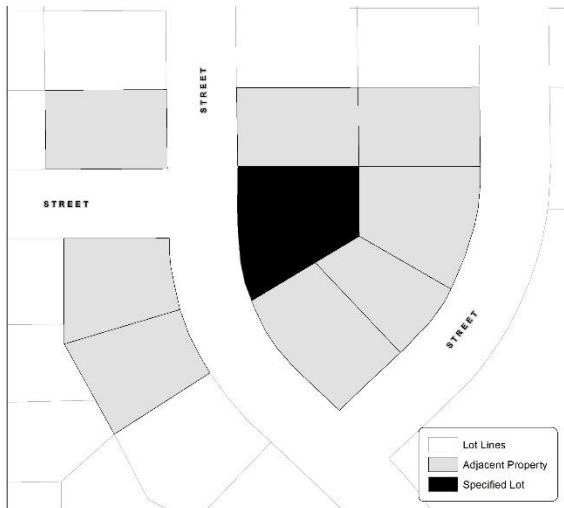 STREET
STREET
STREET
Lot Lines
Adjacent Property
Specified Lot